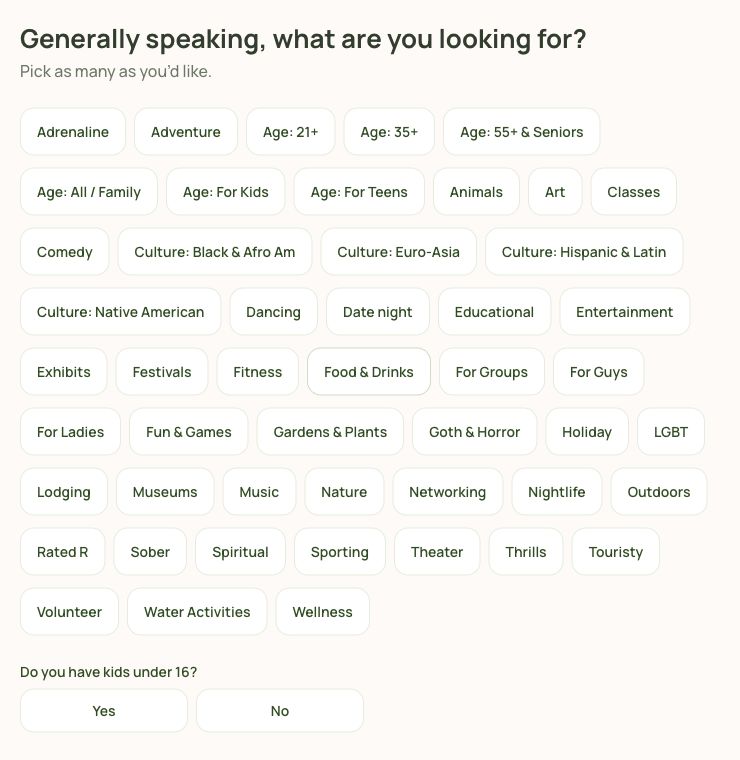 Generally speaking, what are you looking for?
Pick as many as you’d like.
Adrenaline Adventure Age: 21+ Age: 35+ Age: 55+ & Seniors
Age: All / Family Age: For Kids Age: For Teens Animals Art Classes
Comedy Culture: Black & Afro Am Culture: Euro-Asia Culture: Hispanic & Latin
Culture: Native American Dancing Date night Educational Entertainment
Exhibits Festivals Fitness Food & Drinks For Groups For Guys
For Ladies Fun & Games Gardens & Plants Goth & Horror Holiday LGBT
Lodging Museums Music Nature Networking Nightlife Outdoors
Rated R Sober Spiritual Sporting Theater Thrills Touristy
Volunteer Water Activities Wellness
Do you have kids under 16?
Yes No